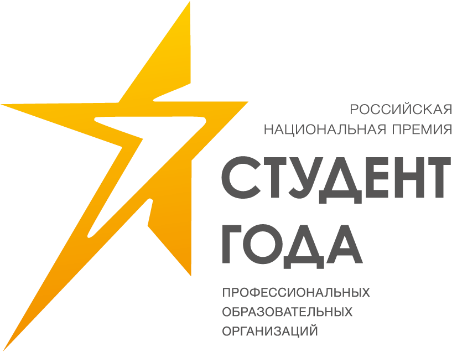 РОССИЙСКАЯ
НАЦИОНАЛЬНАЯ ПРЕМИЯ
СТУДЕНТ
ГОДА
ПРОФЕССИОНАЛЬНЫХ
ОБРАЗОВАТЕЛЬНЫХ
ОРГАНИЗАЦИЙ